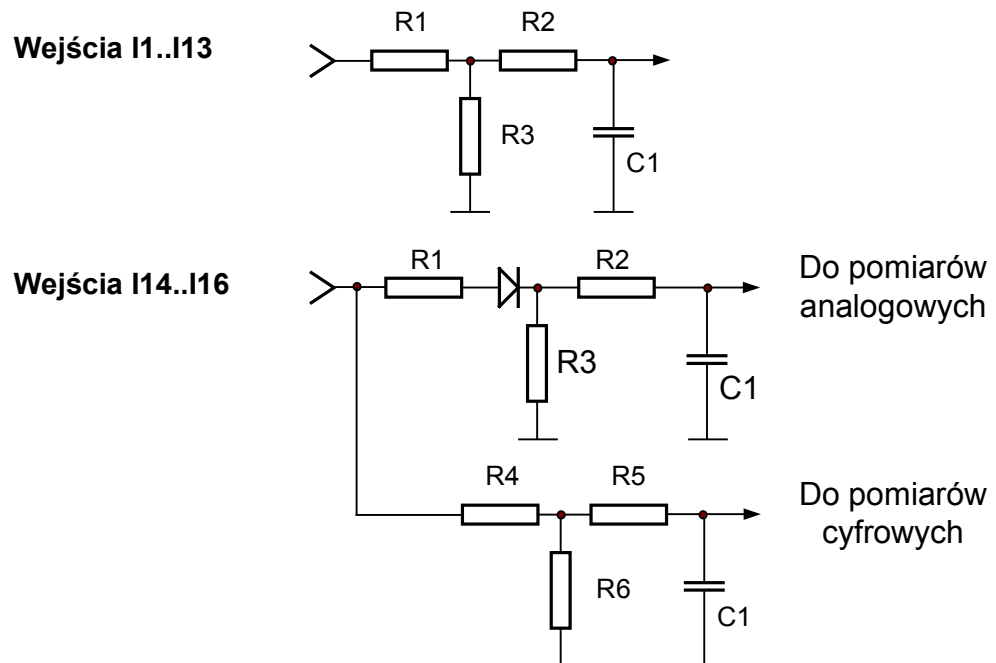 R1
R2
Wejścia I1..I13
R3
C1
Wejścia I14..I16
R1
R2
Do pomiarów
analogowych
R3
C1
R4
R5
Do pomiarów
cyfrowych
R6
C1